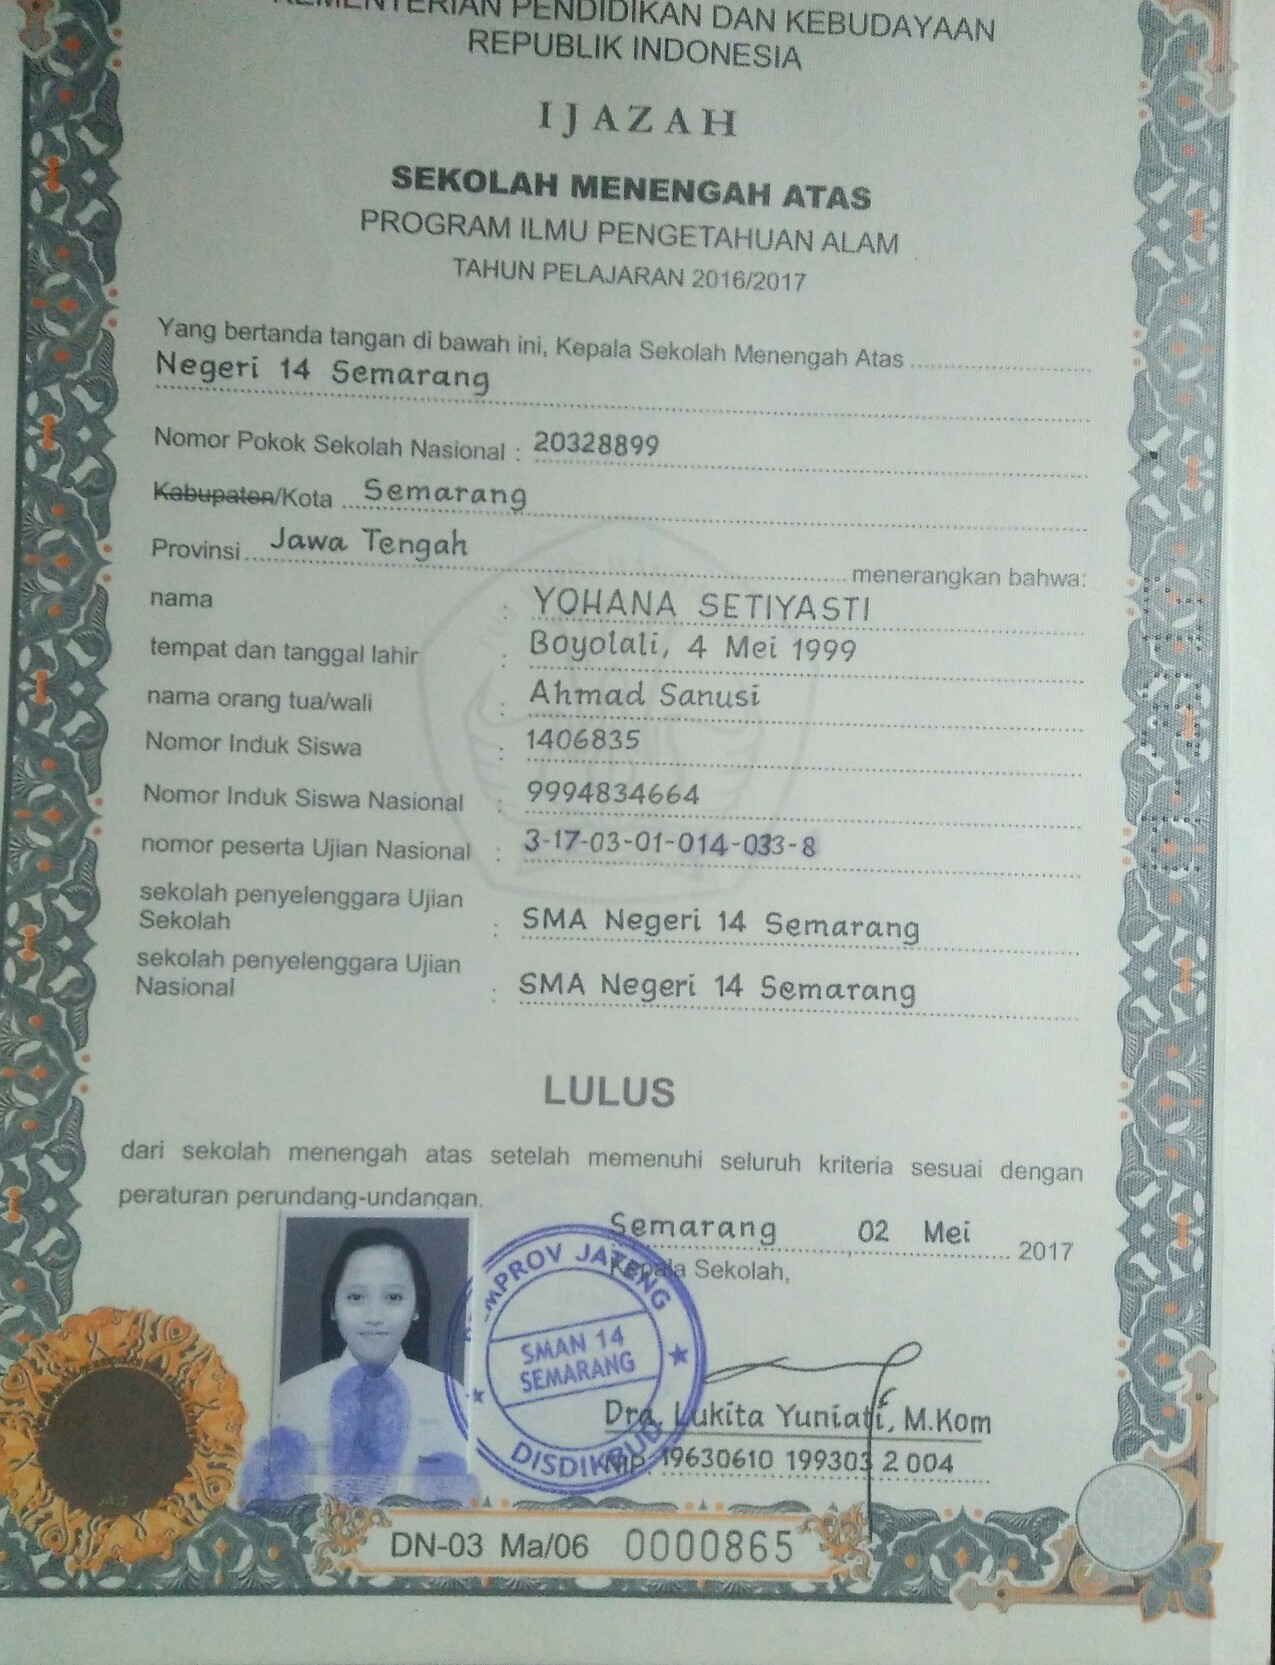 KEMENTERIAN PENDIDIKAN DAN KEBUDAYAAN
REPUBLIK INDONESIA
IJAZAH
SEKOLAH MENENGAH ATAS
PROGRAM ILMU PENGETAHUAN ALAM
TAHUN PELAJARAN 2016/2017
Yang bertanda tangan di bawah ini, Kepala Sekolah Menengah Atas
Negeri 14 Semarang
Nomor Pokok Sekolah Nasional : 20328899
Kabupaten/Kota Semarang
Provinsi Jawa Tengah menerangkan bahwa:
nama : YOHANA SETIYASTI
tempat dan tanggal lahir : Boyolali, 4 Mei 1999
nama orang tua/wali : Ahmad Sanusi
Nomor Induk Siswa : 1406835
Nomor Induk Siswa Nasional : 9994834664
nomor peserta Ujian Nasional : 3-17-03-01-014-033-8
sekolah penyelenggara Ujian
Sekolah : SMA Negeri 14 Semarang
sekolah penyelenggara Ujian
Nasional : SMA Negeri 14 Semarang
LULUS
dari sekolah menengah atas setelah memenuhi seluruh kriteria sesuai dengan
peraturan perundang-undangan.
Semarang, 02 Mei 2017
Kepala Sekolah,
PEMPROV JATENG
SMAN 14
SEMARANG
DISDIKBUD
Dra. Lukita Yuniati, M.Kom
NIP. 19630610 199303 2 004
DN-03 Ma/06 0000865